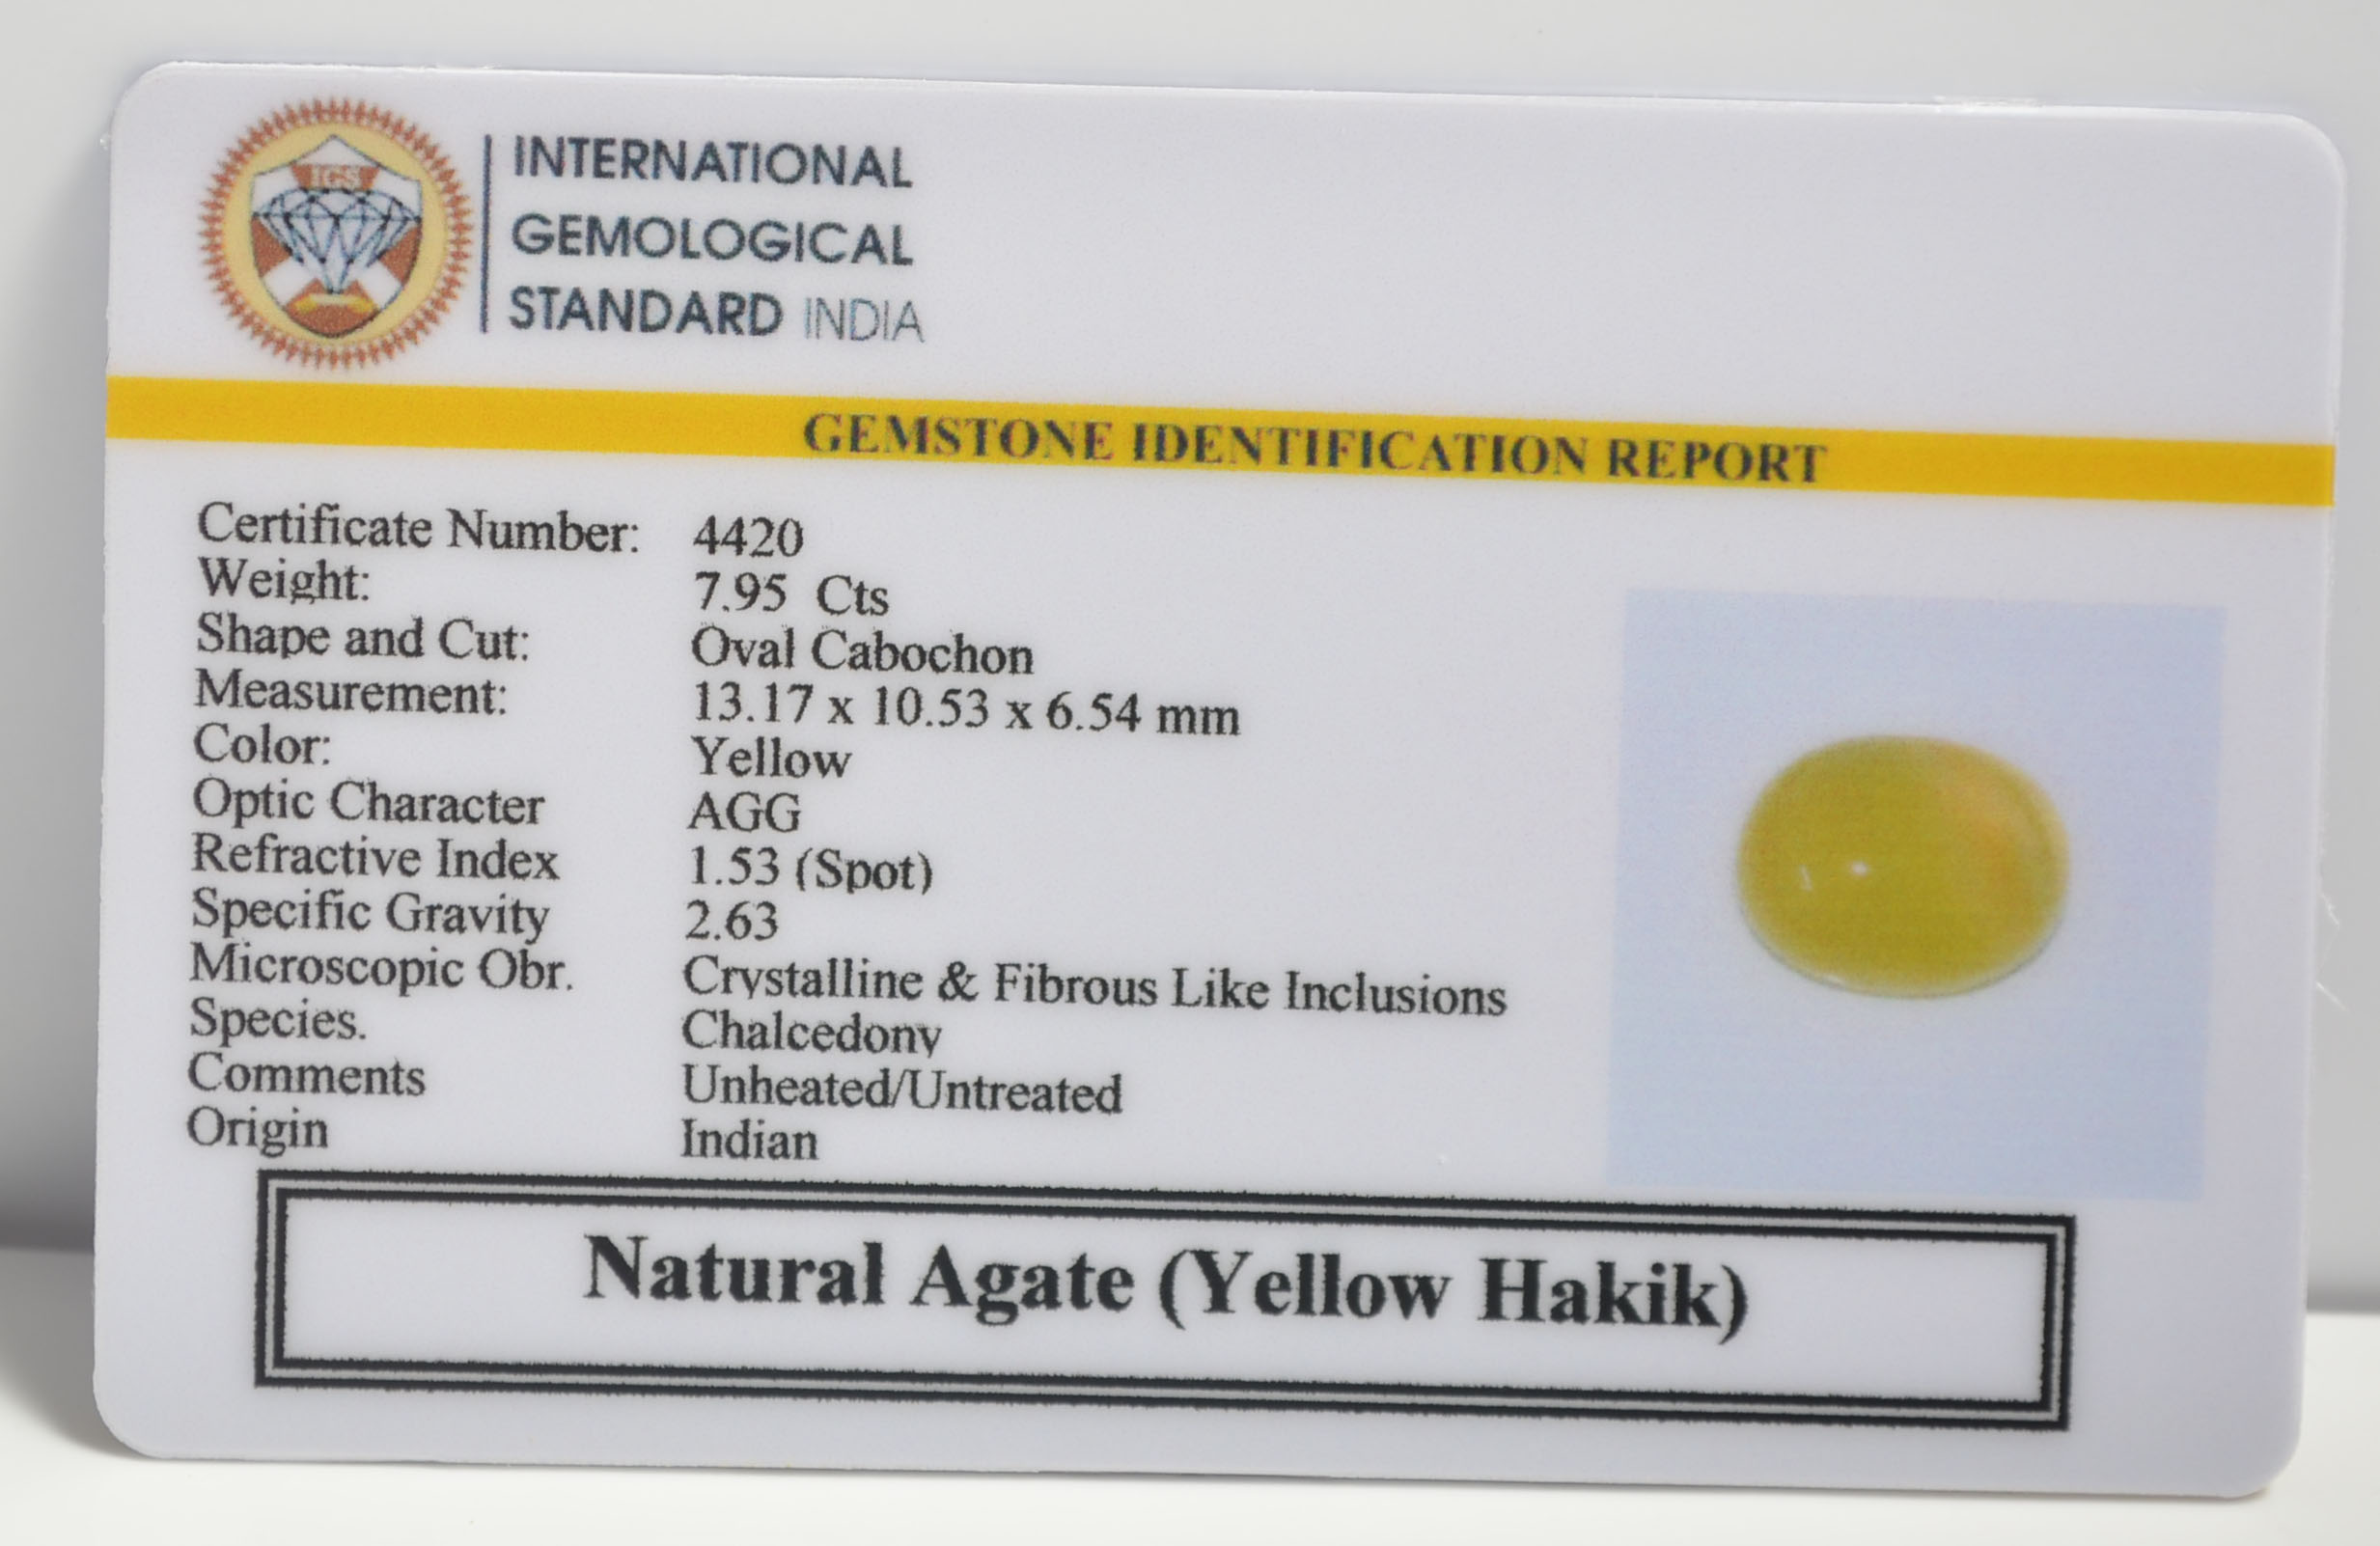 IGS
INTERNATIONAL
GEMOLOGICAL
STANDARD INDIA
GEMSTONE IDENTIFICATION REPORT
Certificate Number: 4420
Weight: 7.95 Cts
Shape and Cut: Oval Cabochon
Measurement: 13.17 x 10.53 x 6.54 mm
Color: Yellow
Optic Character AGG
Refractive Index 1.53 (Spot)
Specific Gravity 2.63
Microscopic Obr. Crystalline & Fibrous Like Inclusions
Species. Chalcedony
Comments Unheated/Untreated
Origin Indian
Natural Agate (Yellow Hakik)